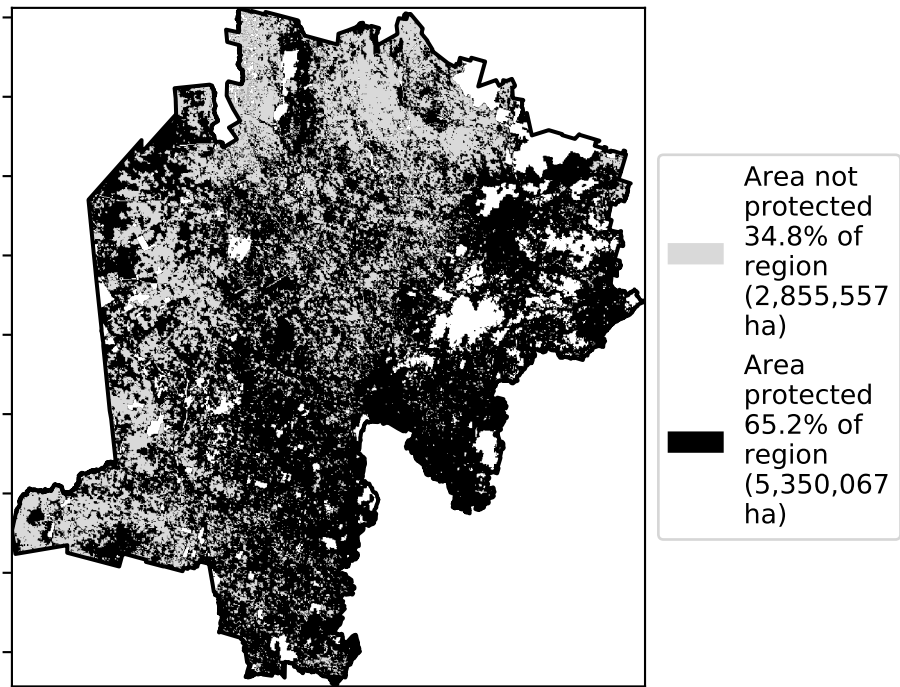 Area not
protected
34.8% of
region
(2,855,557
ha)
Area
protected
65.2% of
region
(5,350,067
ha)